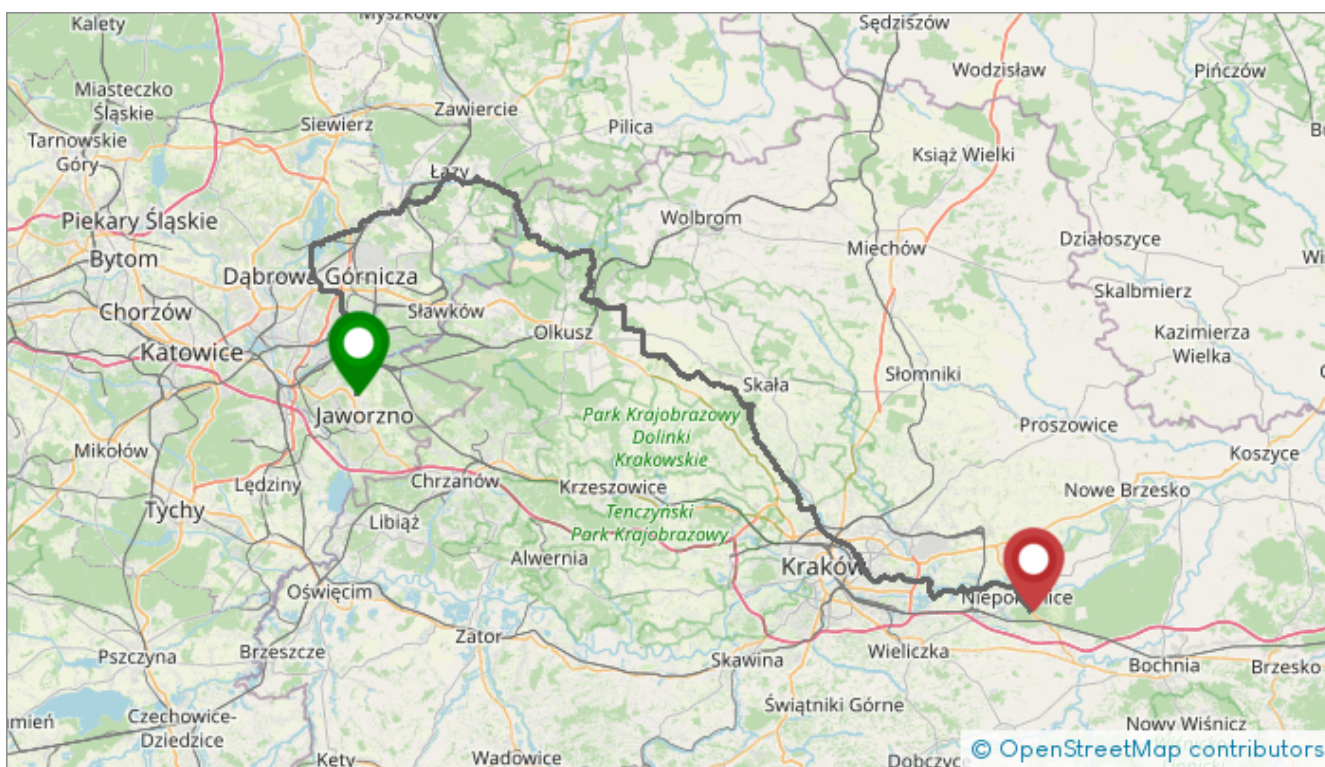 Kalety
Myszków
Sędziszów
Miasteczko
Śląskie
Zawiercie
Wodzisław
Pińczów
Siewierz
Pilica
Tarnowskie
Góry
Książ Wielki
Łazy
Piekary Śląskie
Wolbrom
Działoszyce
Bytom
Miechów
Dąbrowa Górnicza
Skalbmierz
Chorzów
Sławków
Olkusz
Kazimierza
Wielka
Katowice
Słomniki
Skała
Jaworzno
Park Krajobrazowy
Dolinki
Krakowskie
Proszowice
Mikołów
Koszyce
Lędziny
Chrzanów
Krzeszowice
Nowe Brzesko
Tychy
Libiąż
Tenczyński
Park Krajobrazowy
Alwernia
Kraków
Oświęcim
Zator
Pszczyna
Brzeszcze
Skawina
Wieliczka
Bochnia
Brzesko
Świątniki Górne
Czechowice-
Dziedzice
Nowy Wiśnicz
Kęty
Wadowice
Dobczyce
© OpenStreetMap contributors